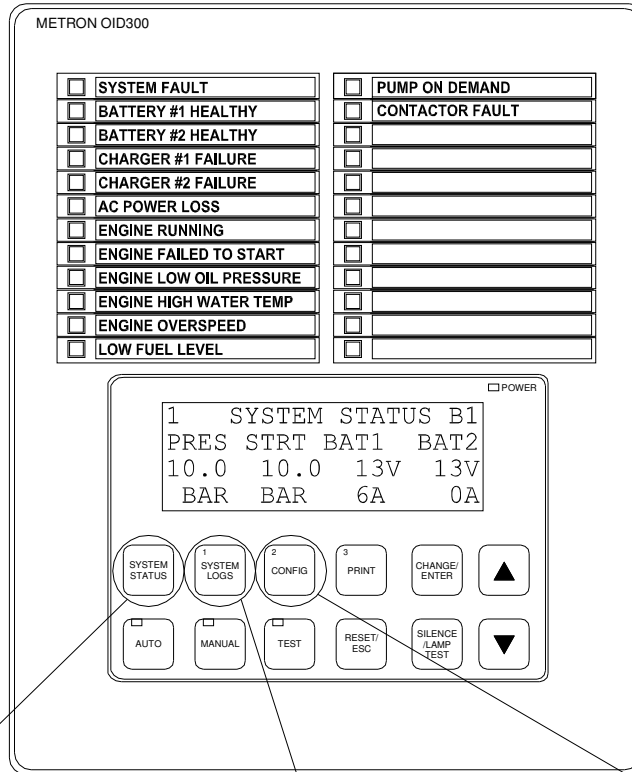 METRON OID300
SYSTEM FAULT
BATTERY #1 HEALTHY
BATTERY #2 HEALTHY
CHARGER #1 FAILURE
CHARGER #2 FAILURE
AC POWER LOSS
ENGINE RUNNING
ENGINE FAILED TO START
ENGINE LOW OIL PRESSURE
ENGINE HIGH WATER TEMP
ENGINE OVERSPEED
LOW FUEL LEVEL
PUMP ON DEMAND
CONTACTOR FAULT
POWER
1 SYSTEM STATUS B1
PRES STRT BAT1 BAT2
10.0 10.0 13V 13V
BAR BAR 6A 0A
SYSTEM
STATUS
1
SYSTEM
LOGS
2
CONFIG
3
PRINT
CHANGE/
ENTER
▲
AUTO
MANUAL
TEST
RESET/
ESC
SILENCE
/LAMP
TEST
▼